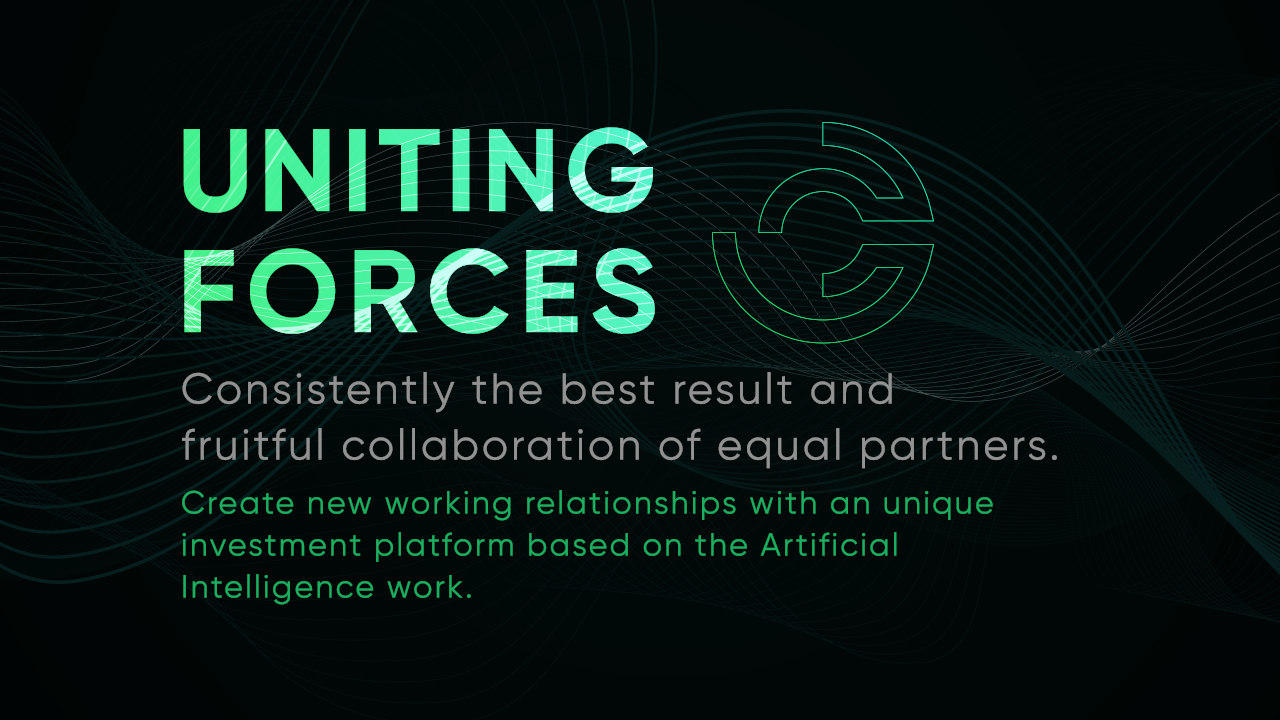 UNITING
FORCES
Consistently the best result and
fruitful collaboration of equal partners.
Create new working relationships with an unique
investment platform based on the Artificial
Intelligence work.